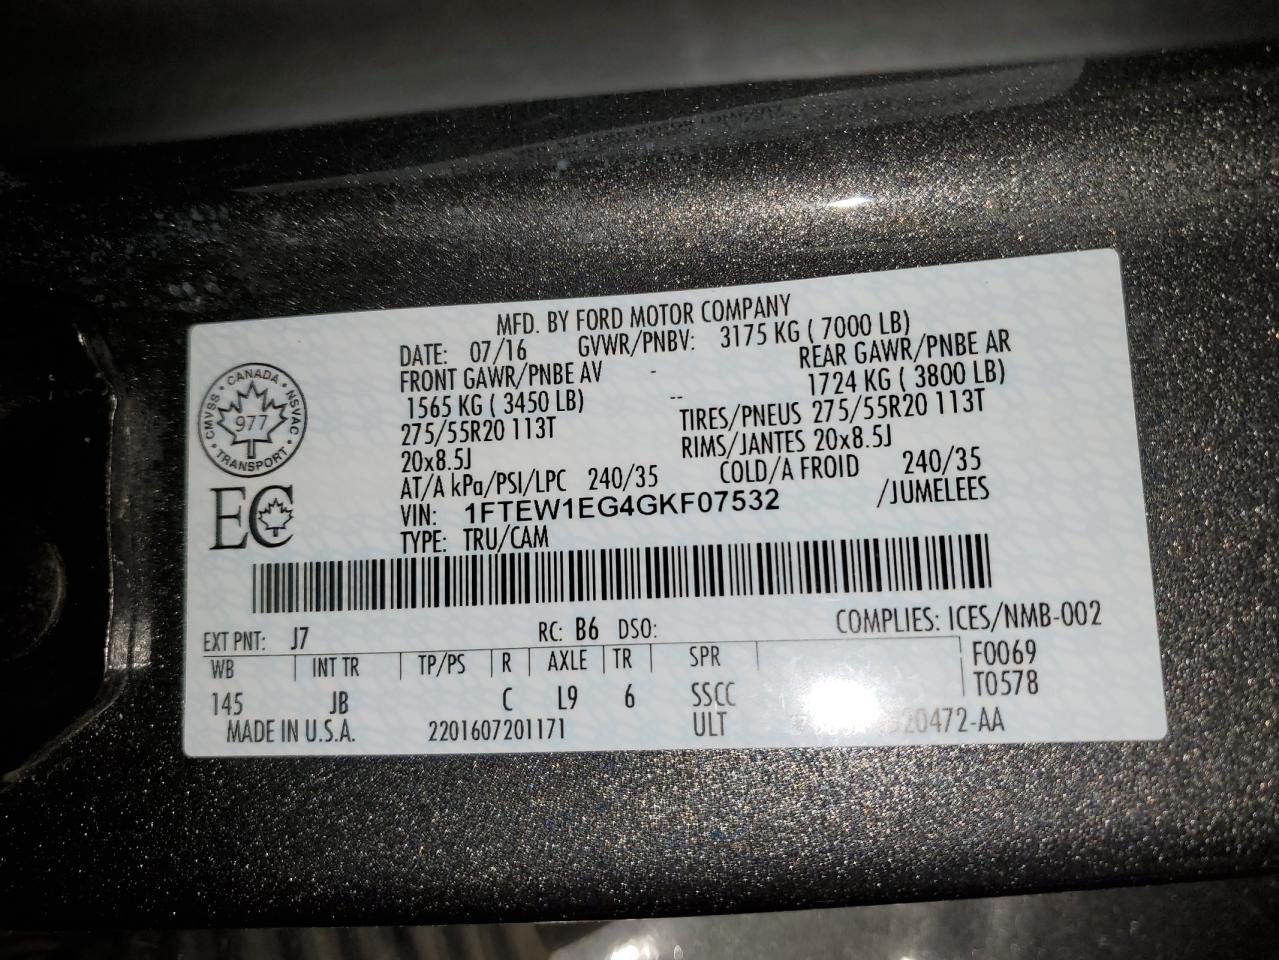 MFD. BY FORD MOTOR COMPANY
DATE: 07/16 GVWR/PNBV: 3175 KG ( 7000 LB)
FRONT GAWR/PNBE AV - REAR GAWR/PNBE AR
1565 KG ( 3450 LB) -- 1724 KG ( 3800 LB)
275/55R20 113T TIRES/PNEUS 275/55R20 113T
20x8.5J RIMS/JANTES 20x8.5J
AT/A kPa/PSI/LPC 240/35 COLD/A FROID 240/35
VIN: 1FTEW1EG4GKF07532 /JUMELEES
TYPE: TRU/CAM
CANADA
CMVSS NSVAC
977
TRANSPORT
EC
EXT PNT: J7 RC: B6 DSO: COMPLIES: ICES/NMB-002
WB INT TR TP/PS R AXLE TR SPR F0069
145 JB C L9 6 SSCC T0578
MADE IN U.S.A. 2201607201171 ULT